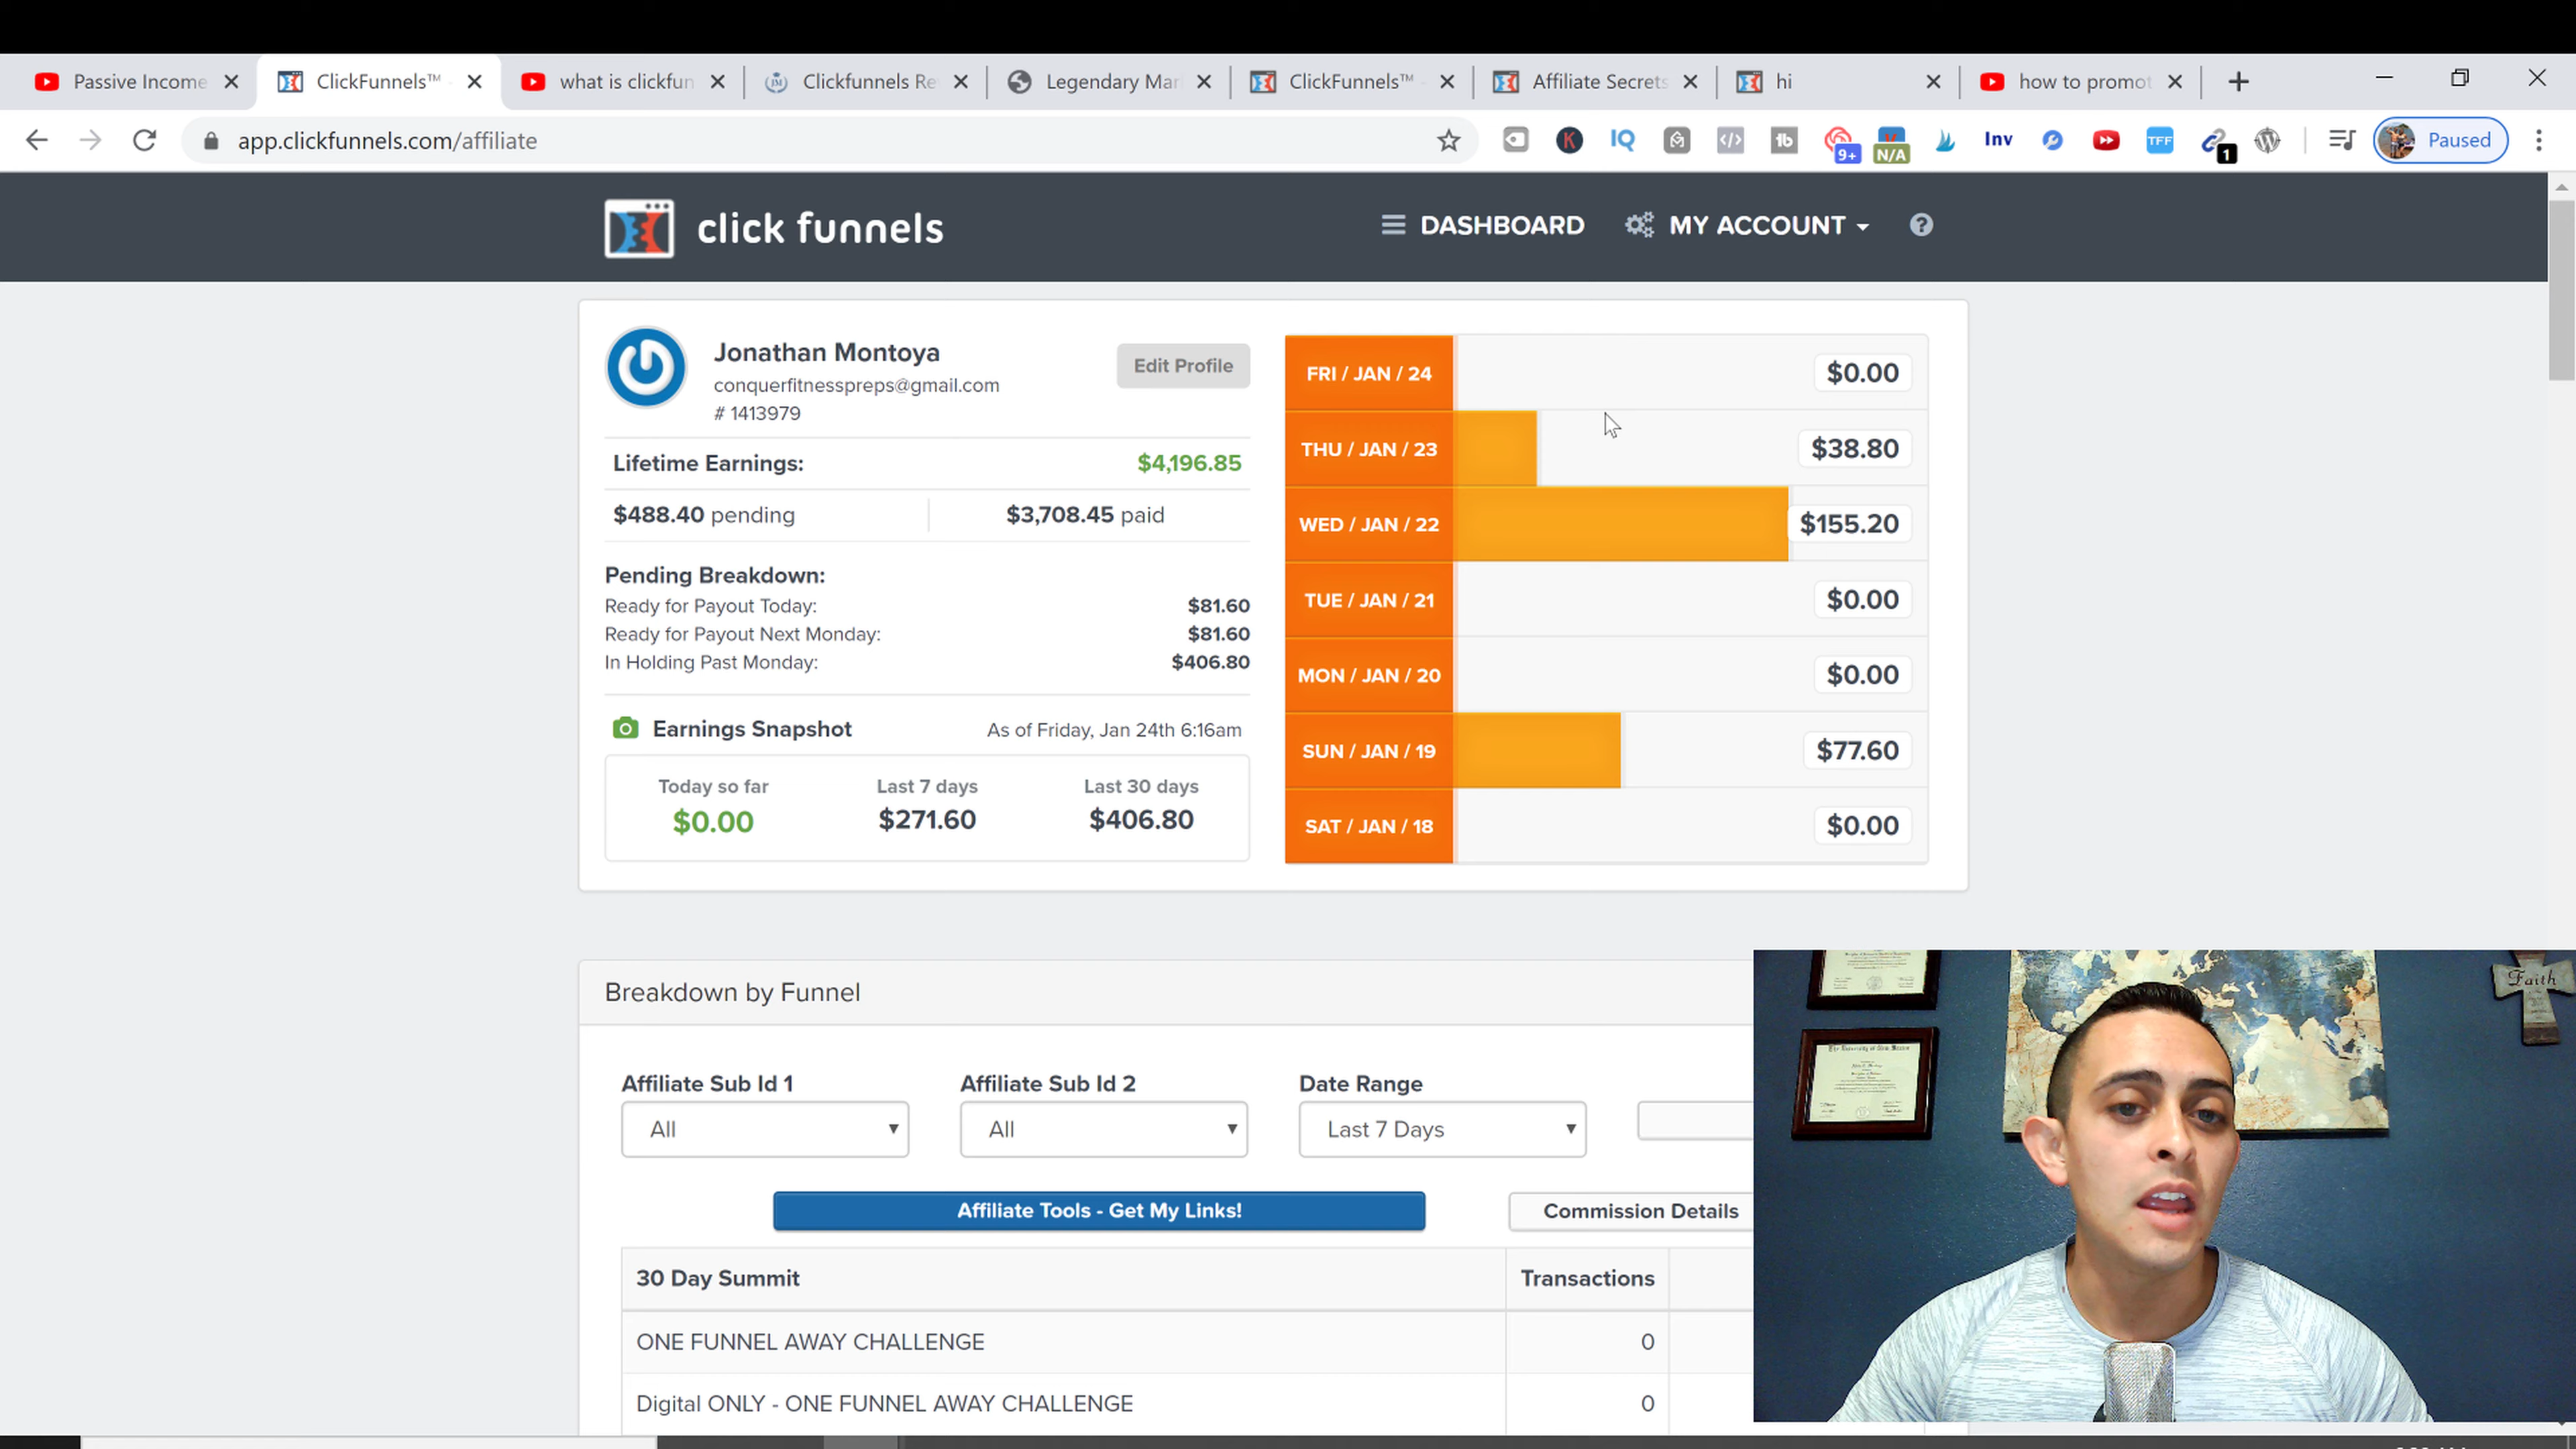 Passive Income
ClickFunnels™
what is clickfun
Clickfunnels Re
Legendary Mar
ClickFunnels™
Affiliate Secrets
hi
how to promot
app.clickfunnels.com/affiliate
IQ
</>
tb
9+
N/A
Inv
TFF
1
Paused
click funnels
DASHBOARD
MY ACCOUNT
?
Jonathan Montoya
conquerfitnesspreps@gmail.com
# 1413979
Edit Profile
Lifetime Earnings: $4,196.85
$488.40 pending $3,708.45 paid
Pending Breakdown:
Ready for Payout Today: $81.60
Ready for Payout Next Monday: $81.60
In Holding Past Monday: $406.80
Earnings Snapshot As of Friday, Jan 24th 6:16am
Today so far Last 7 days Last 30 days
$0.00 $271.60 $406.80
FRI / JAN / 24 $0.00
THU / JAN / 23 $38.80
WED / JAN / 22 $155.20
TUE / JAN / 21 $0.00
MON / JAN / 20 $0.00
SUN / JAN / 19 $77.60
SAT / JAN / 18 $0.00
Breakdown by Funnel
Affiliate Sub Id 1 Affiliate Sub Id 2 Date Range
All All Last 7 Days
Affiliate Tools - Get My Links! Commission Details
30 Day Summit Transactions
ONE FUNNEL AWAY CHALLENGE 0
Digital ONLY - ONE FUNNEL AWAY CHALLENGE 0
Faith